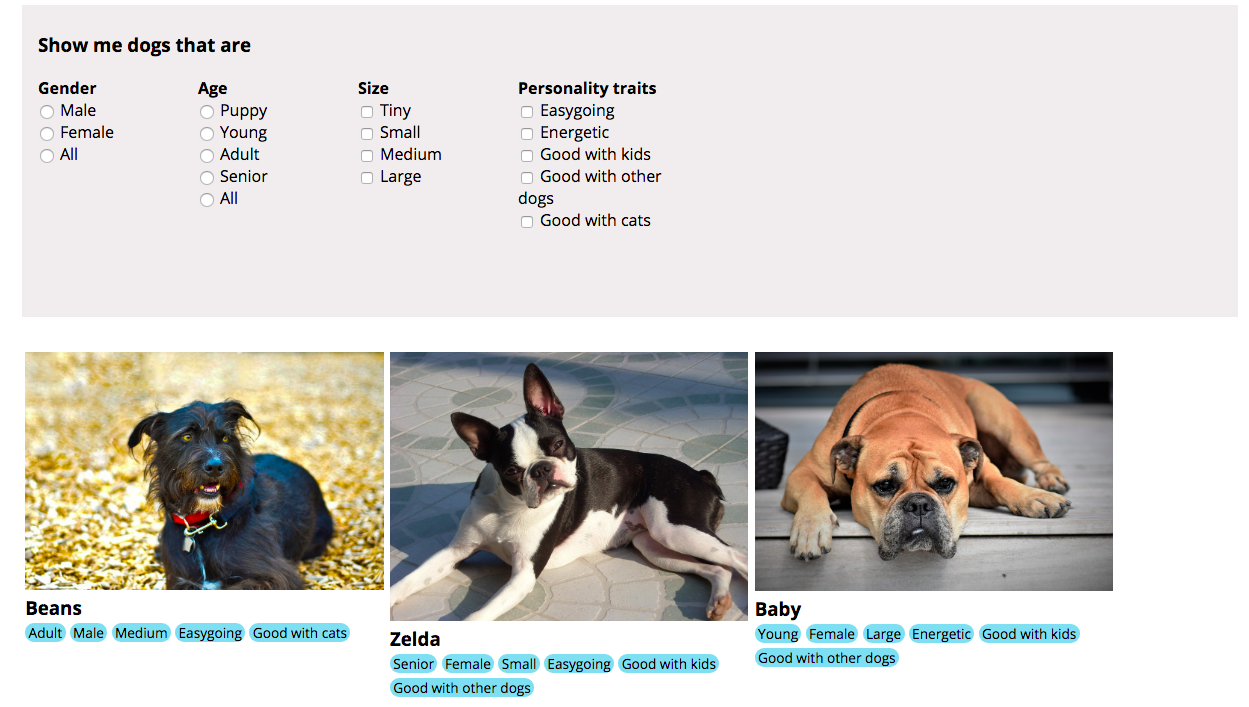 Show me dogs that are
Gender
Male
Female
All
Age
Puppy
Young
Adult
Senior
All
Size
Tiny
Small
Medium
Large
Personality traits
Easygoing
Energetic
Good with kids
Good with other
dogs
Good with cats
Beans
Adult Male Medium Easygoing Good with cats
Zelda
Senior Female Small Easygoing Good with kids
Good with other dogs
Baby
Young Female Large Energetic Good with kids
Good with other dogs